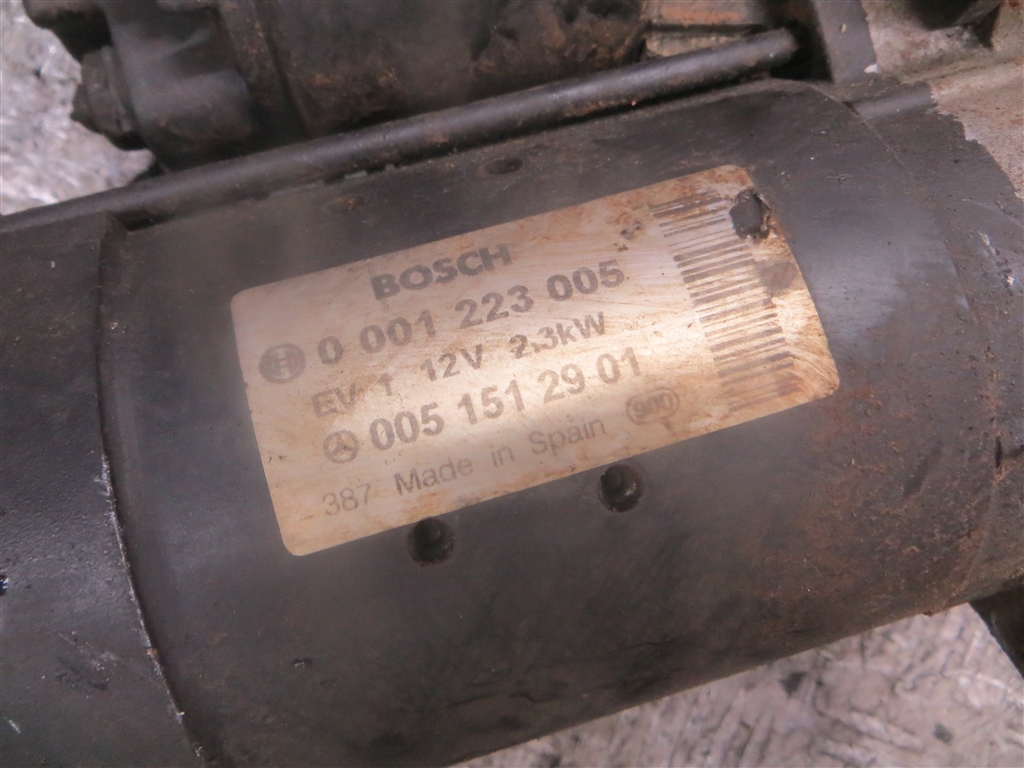 BOSCH
0 001 223 005
EV 1 12V 2.3kW
005 151 29 01
387 Made in Spain